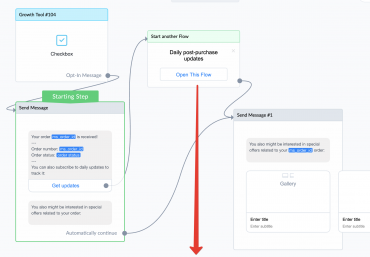 Growth Tool #104
Checkbox
Opt-In Message
Starting Step
Send Message
Your order is received!
---
Order number:
Order status:
---
You can also subscribe to daily updates to
track it:
Get updates
You also might be interested in special
offers related to your order:
Automatically continue
Start another Flow
Daily post-purchase
updates
Open This Flow
Send Message #1
You also might be interested in special
offers related to your order:
Gallery
Enter title
Enter subtitle
Enter title
Enter subtitle